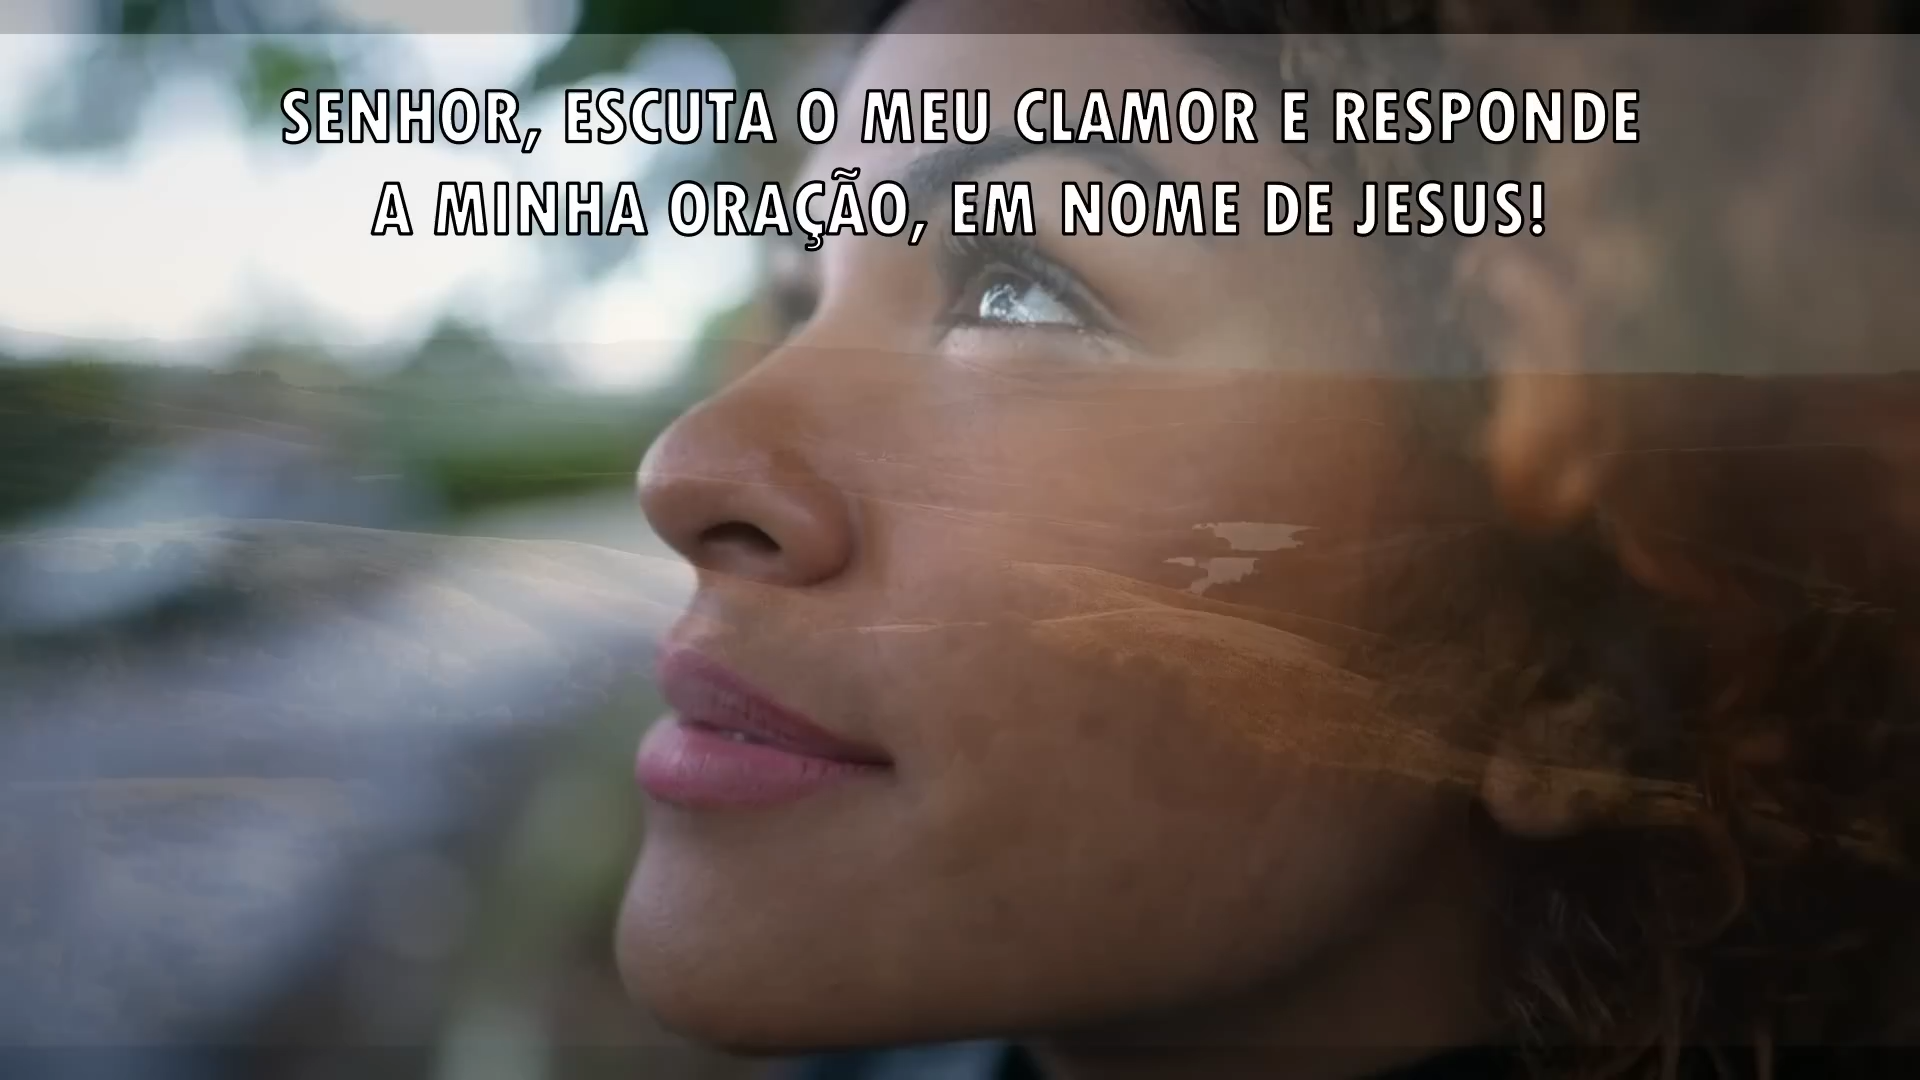 SENHOR, ESCUTA O MEU CLAMOR E RESPONDE
A MINHA ORAÇÃO, EM NOME DE JESUS!